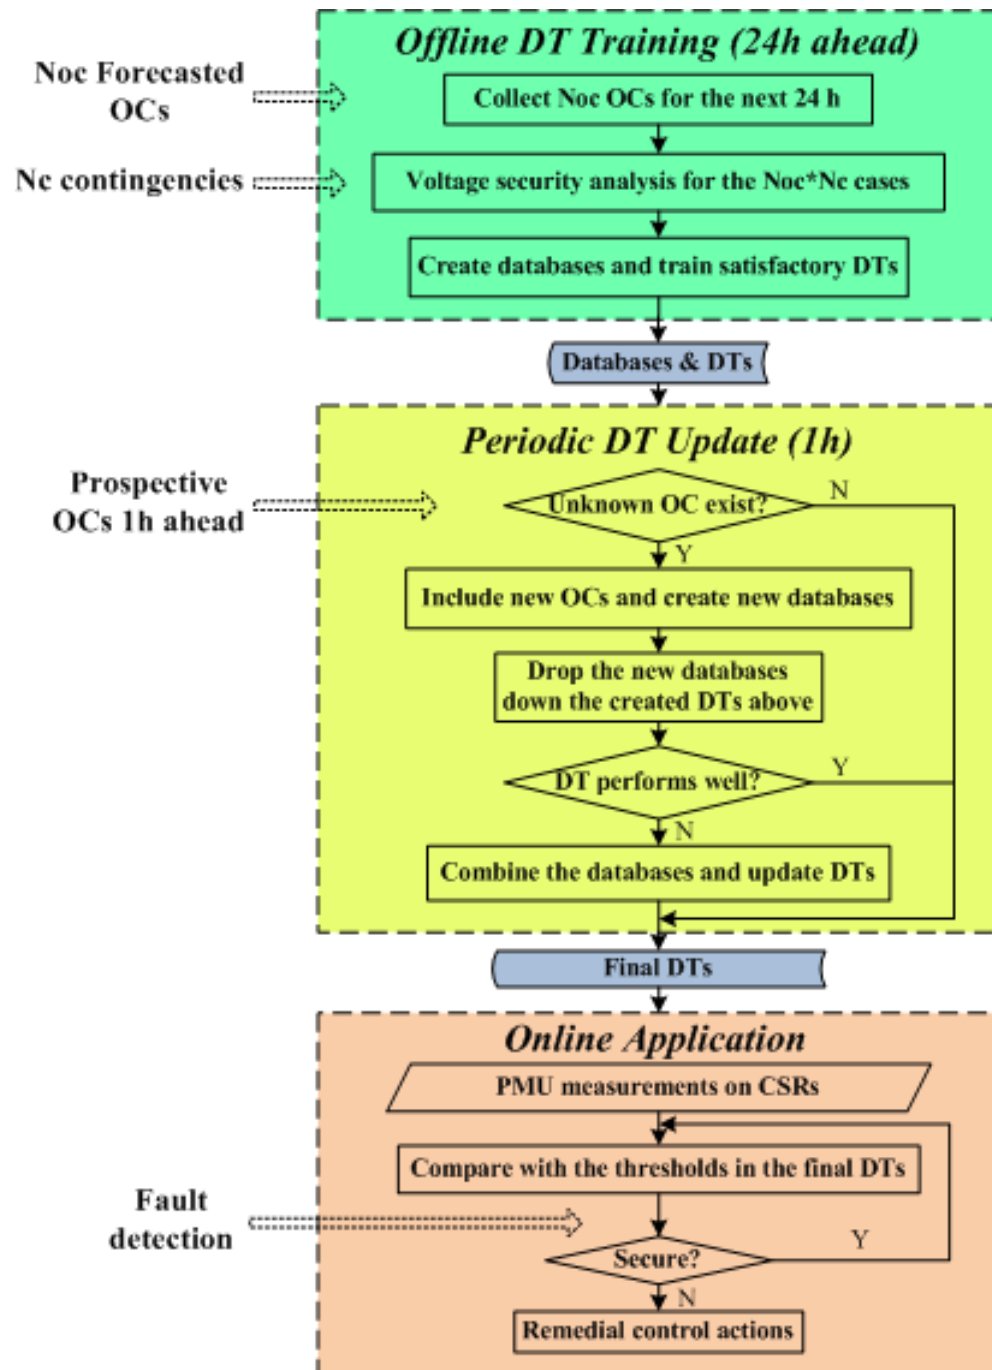 Offline DT Training (24h ahead)
Noc Forecasted
OCs
Collect Noc OCs for the next 24 h
Nc contingencies
Voltage security analysis for the Noc*Nc cases
Create databases and train satisfactory DTs
Databases & DTs
Periodic DT Update (1h)
Prospective
OCs 1h ahead
Unknown OC exist?
N
Y
Include new OCs and create new databases
Drop the new databases
down the created DTs above
DT performs well?
Y
N
Combine the databases and update DTs
Final DTs
Online Application
PMU measurements on CSRs
Compare with the thresholds in the final DTs
Fault
detection
Secure?
Y
N
Remedial control actions